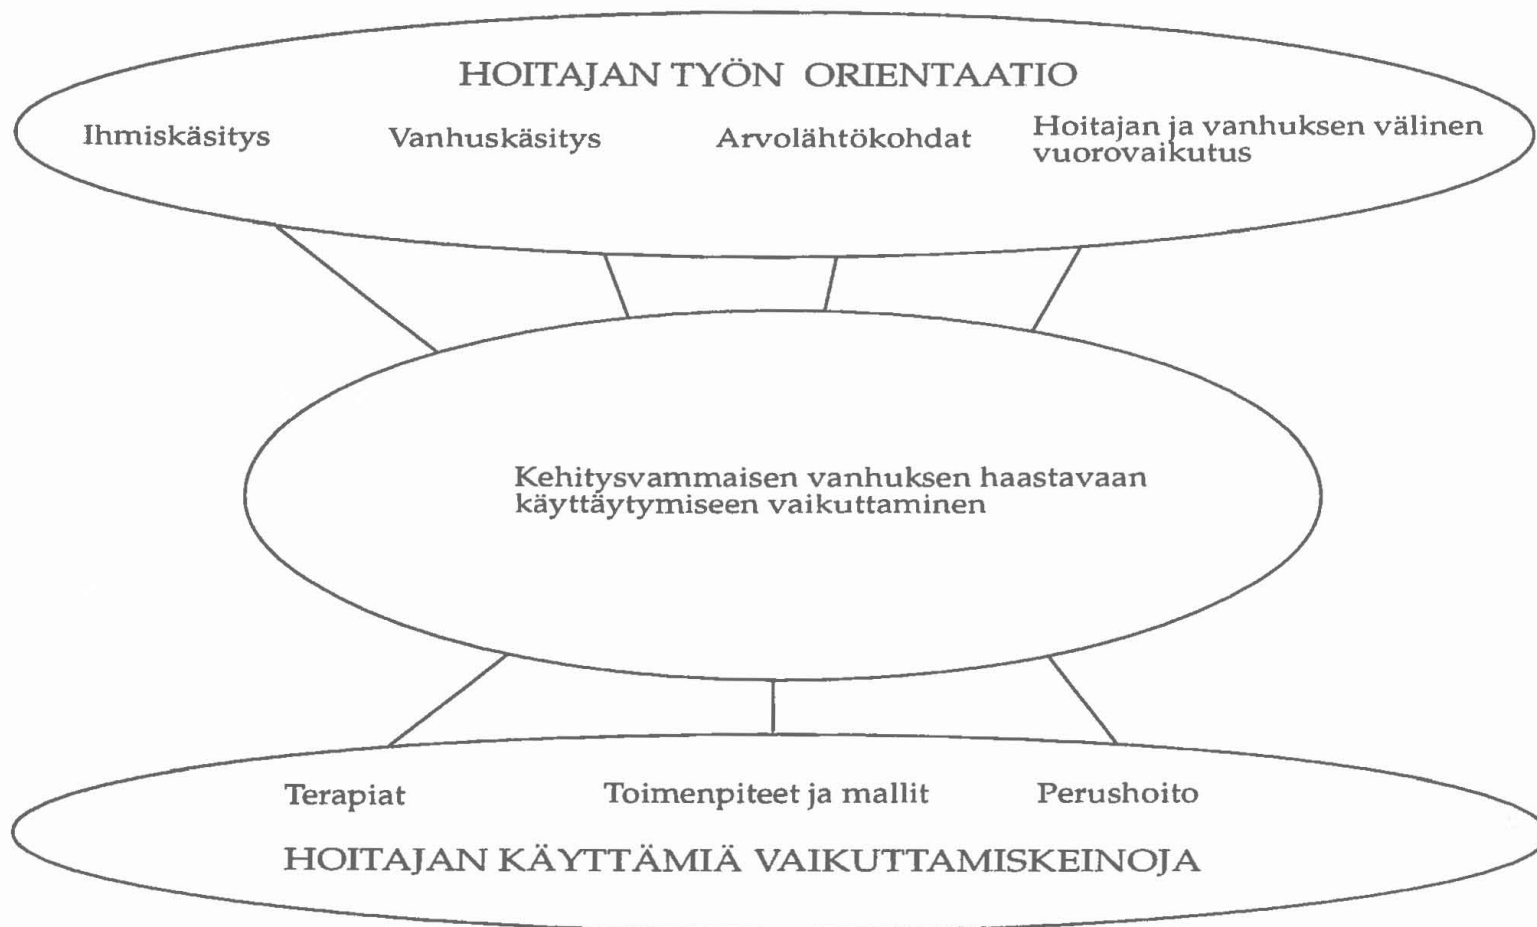 HOITAJAN TYÖN ORIENTAATIO
Ihmiskäsitys
Vanhuskäsitys
Arvolähtökohdat
Hoitajan ja vanhuksen välinen
vuorovaikutus
Kehitysvammaisen vanhuksen haastavaan
käyttäytymiseen vaikuttaminen
Terapiat
Toimenpiteet ja mallit
Perushoito
HOITAJAN KÄYTTÄMIÄ VAIKUTTAMISKEINOJA